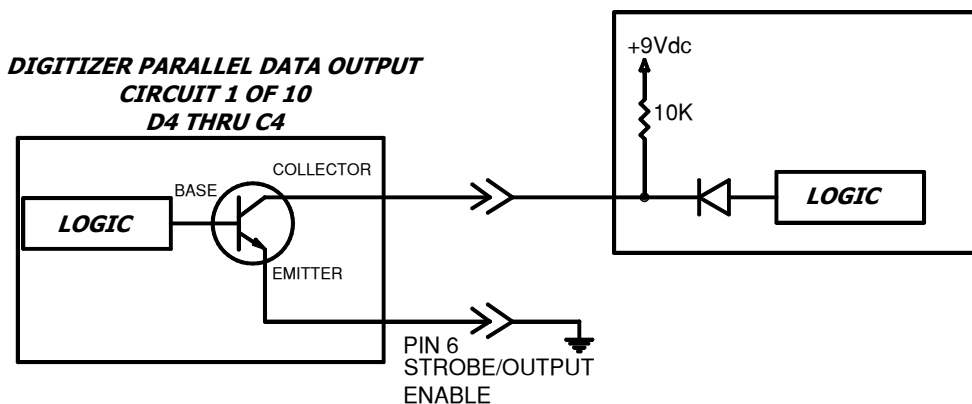 DIGITIZER PARALLEL DATA OUTPUT
CIRCUIT 1 OF 10
D4 THRU C4
LOGIC
BASE
COLLECTOR
EMITTER
PIN 6
STROBE/OUTPUT
ENABLE
+9Vdc
10K
LOGIC